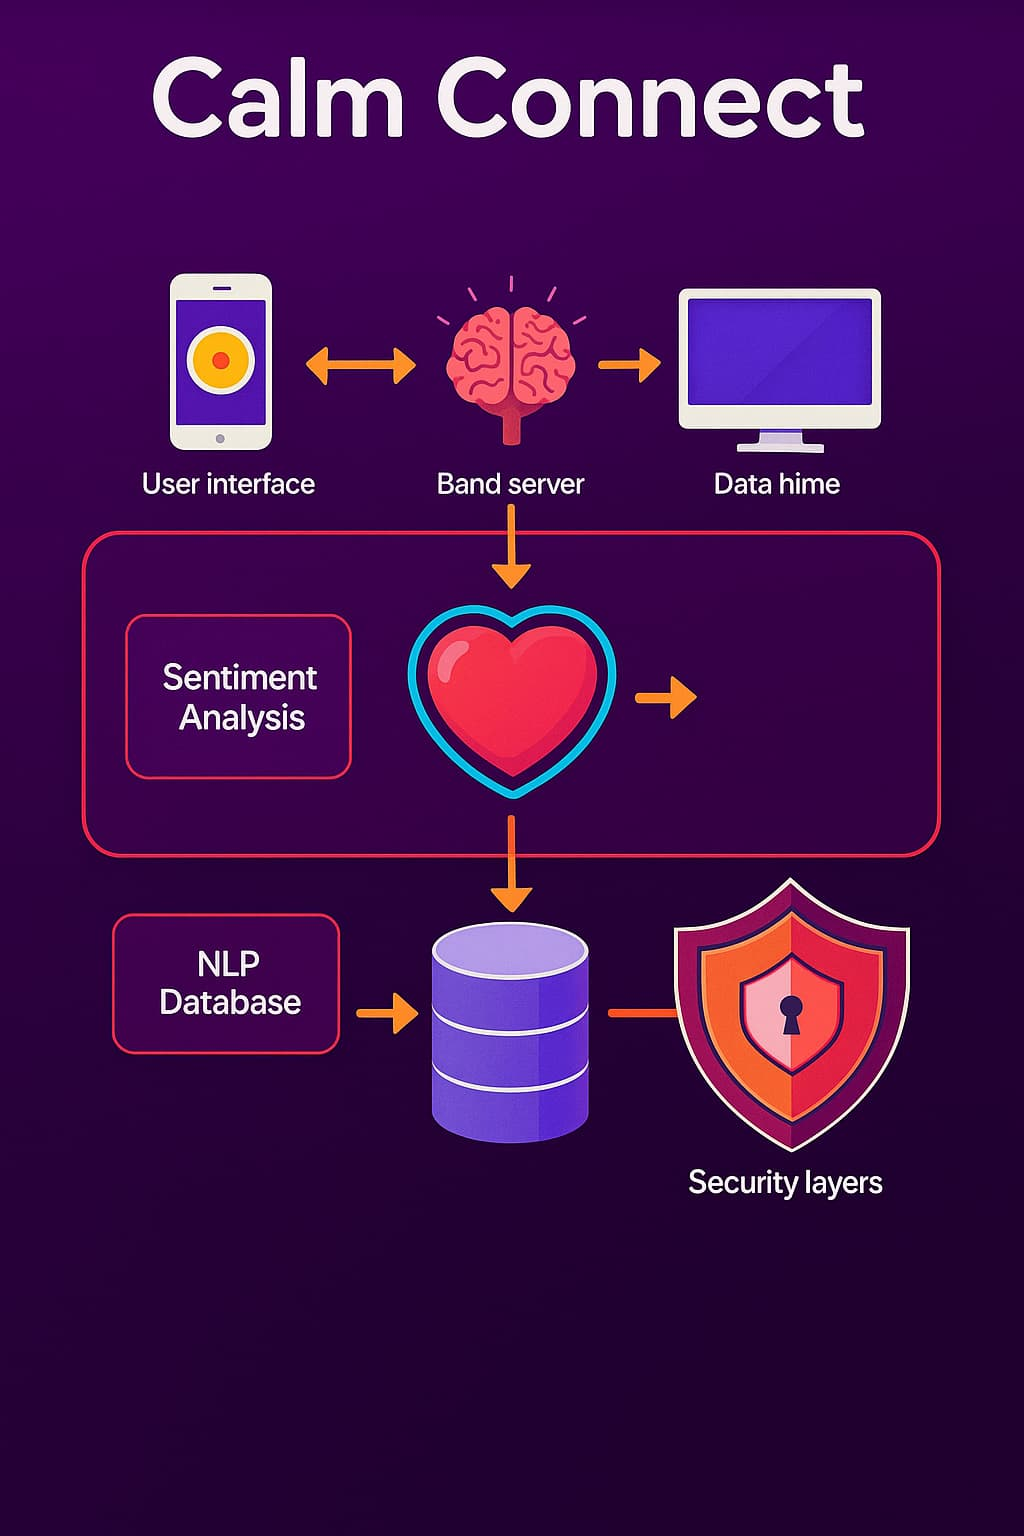 Calm Connect
User interface
Band server
Data hime
Sentiment
Analysis
NLP
Database
Security layers